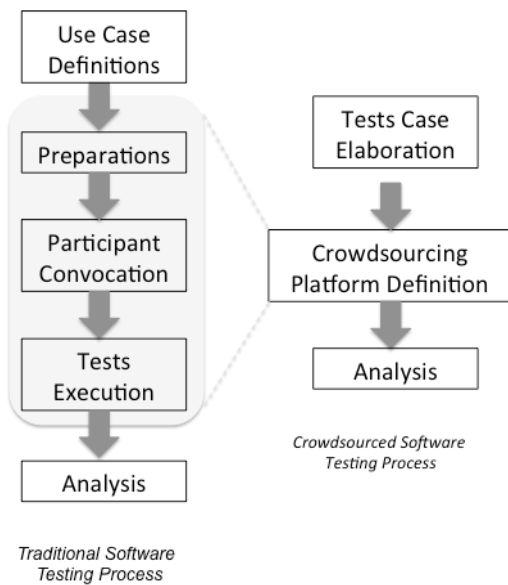 Use Case
Definitions
Preparations
Participant
Convocation
Tests
Execution
Analysis
Traditional Software
Testing Process
Tests Case
Elaboration
Crowdsourcing
Platform Definition
Analysis
Crowdsourced Software
Testing Process